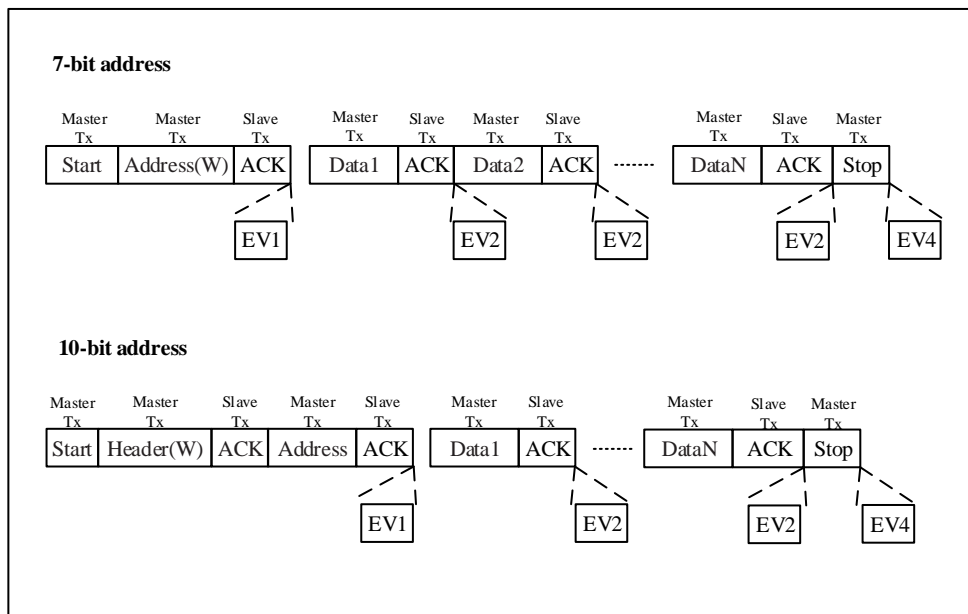 7-bit address
Master Tx Master Tx Slave Tx Master Tx Slave Tx Master Tx Slave Tx Master Tx Slave Tx Master Tx
Start Address(W) ACK Data1 ACK Data2 ACK DataN ACK Stop
EV1 EV2 EV2 EV2 EV4
10-bit address
Master Tx Master Tx Slave Tx Master Tx Slave Tx Master Tx Slave Tx Master Tx Slave Tx Master Tx
Start Header(W) ACK Address ACK Data1 ACK DataN ACK Stop
EV1 EV2 EV2 EV4